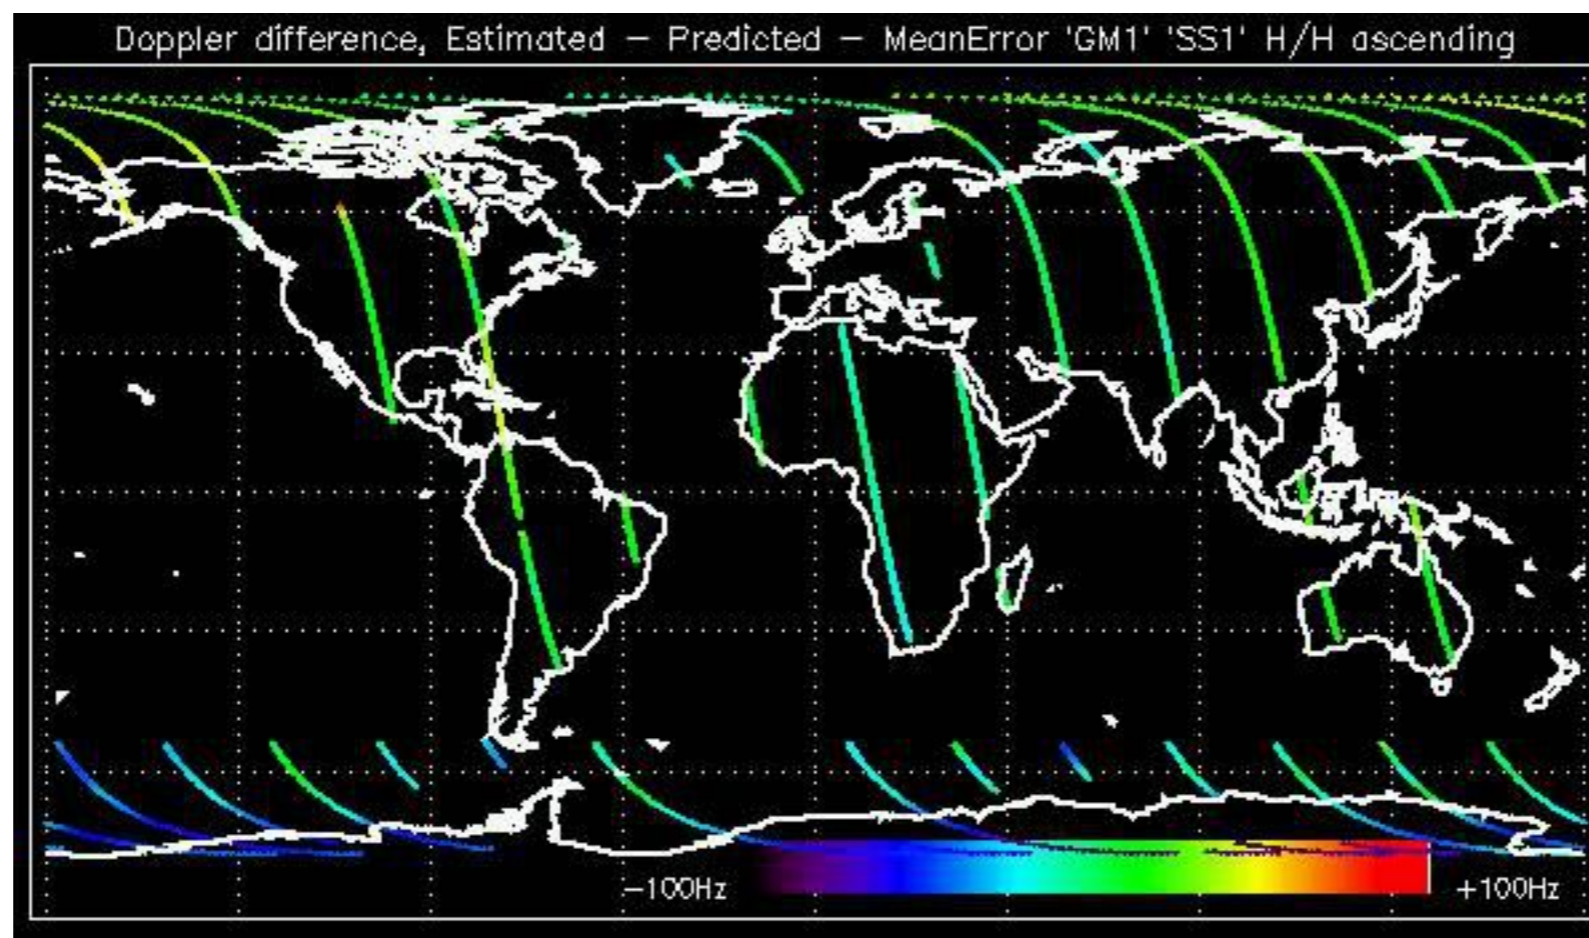 Doppler difference, Estimated – Predicted – MeanError 'GM1' 'SS1' H/H ascending
–100Hz +100Hz